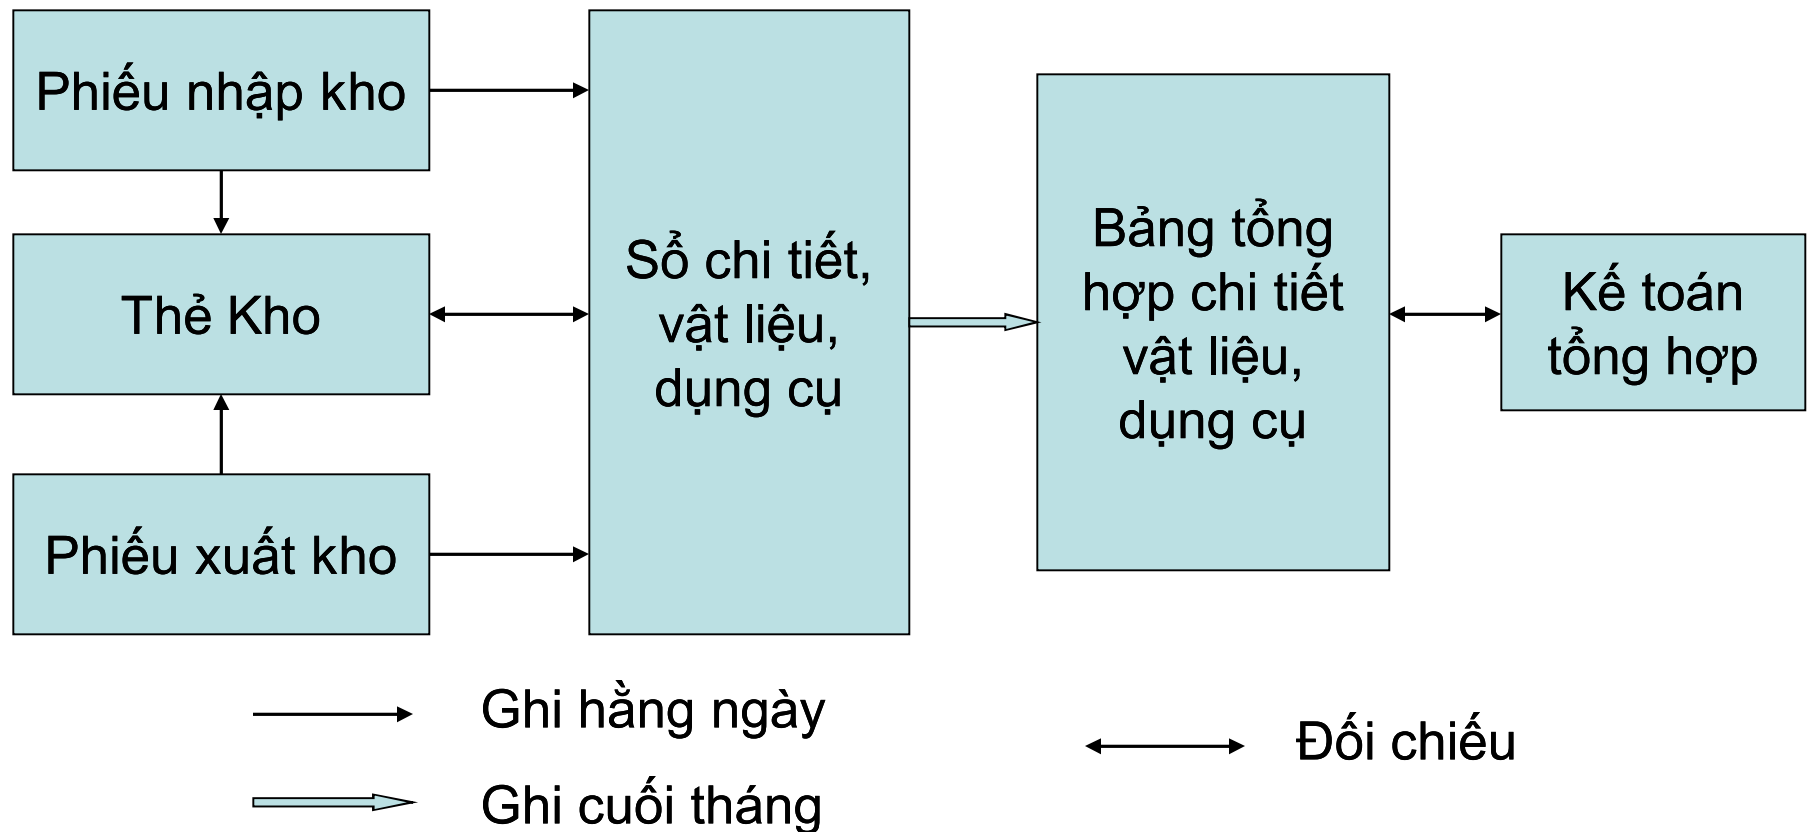 Phiếu nhập kho
Thẻ Kho
Phiếu xuất kho
Sổ chi tiết,
vật liệu,
dụng cụ
Bảng tổng
hợp chi tiết
vật liệu,
dụng cụ
Kế toán
tổng hợp
Ghi hằng ngày
Ghi cuối tháng
Đối chiếu